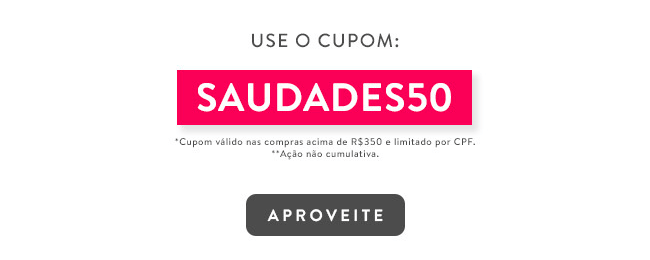 USE O CUPOM:
SAUDADES50
*Cupom válido nas compras acima de R$350 e limitado por CPF.
**Ação não cumulativa.
APROVEITE